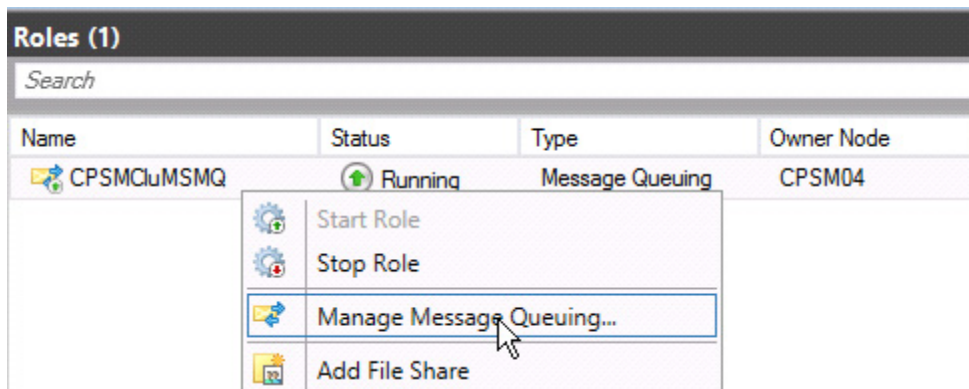 Roles (1)
Search
Name Status Type Owner Node
CPSMCluMSMQ Running Message Queuing CPSM04
Start Role
Stop Role
Manage Message Queuing...
Add File Share